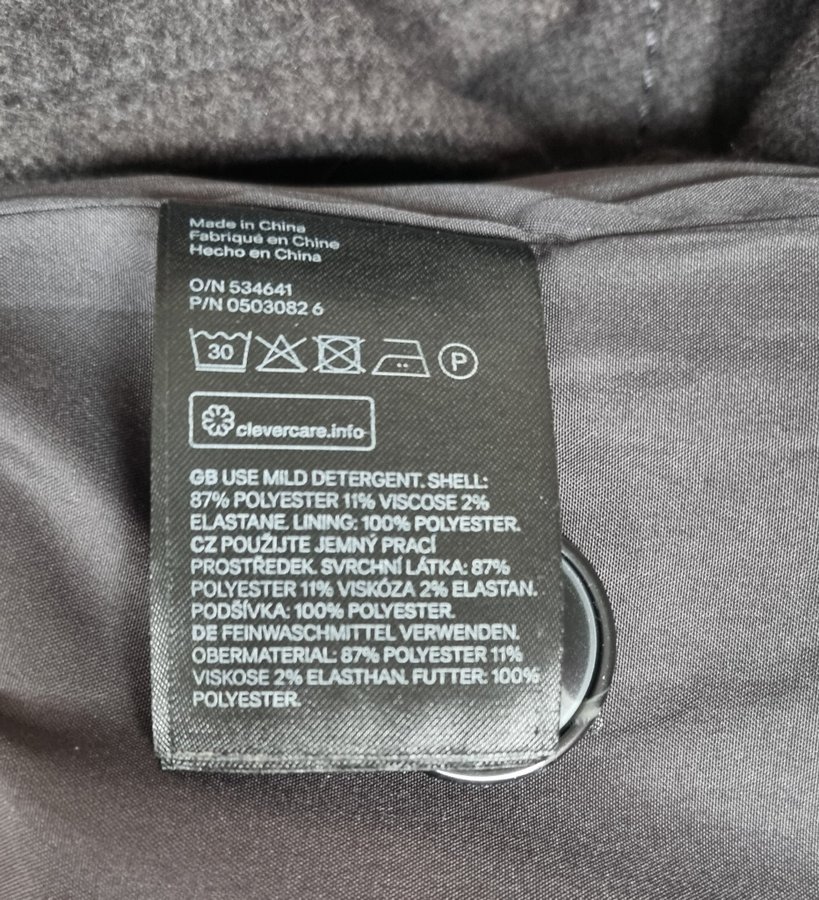 Made in China
Fabriqué en Chine
Hecho en China
O/N 534641
P/N 0503082 6
30 P
clevercare.info
GB USE MILD DETERGENT. SHELL:
87% POLYESTER 11% VISCOSE 2%
ELASTANE. LINING: 100% POLYESTER.
CZ POUŽIJTE JEMNÝ PRACÍ
PROSTŘEDEK. SVRCHNÍ LÁTKA: 87%
POLYESTER 11% VISKÓZA 2% ELASTAN.
PODŠÍVKA: 100% POLYESTER.
DE FEINWASCHMITTEL VERWENDEN.
OBERMATERIAL: 87% POLYESTER 11%
VISKOSE 2% ELASTHAN. FUTTER: 100%
POLYESTER.